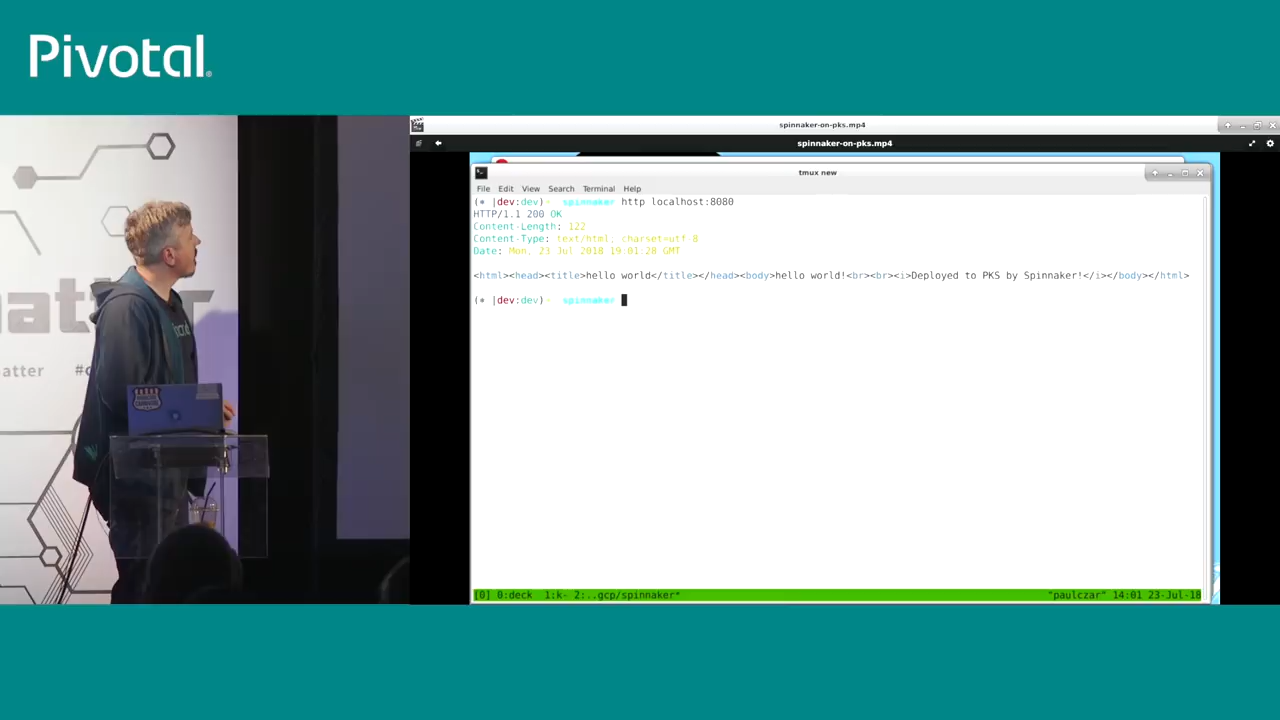 Pivotal®
atter
atter #c
spinnaker-on-pks.mp4
spinnaker-on-pks.mp4
tmux new
File Edit View Search Terminal Help
(* |dev:dev)- spinnaker http localhost:8080
HTTP/1.1 200 OK
Content-Length: 122
Content-Type: text/html; charset=utf-8
Date: Mon, 23 Jul 2018 19:01:28 GMT
<html><head><title>hello world</title></head><body>hello world!<br><br><i>Deployed to PKS by Spinnaker!</i></body></html>
(* |dev:dev)- spinnaker
[0] 0:deck 1:k- 2:..gcp/spinnaker* "paulczar" 14:01 23-Jul-18